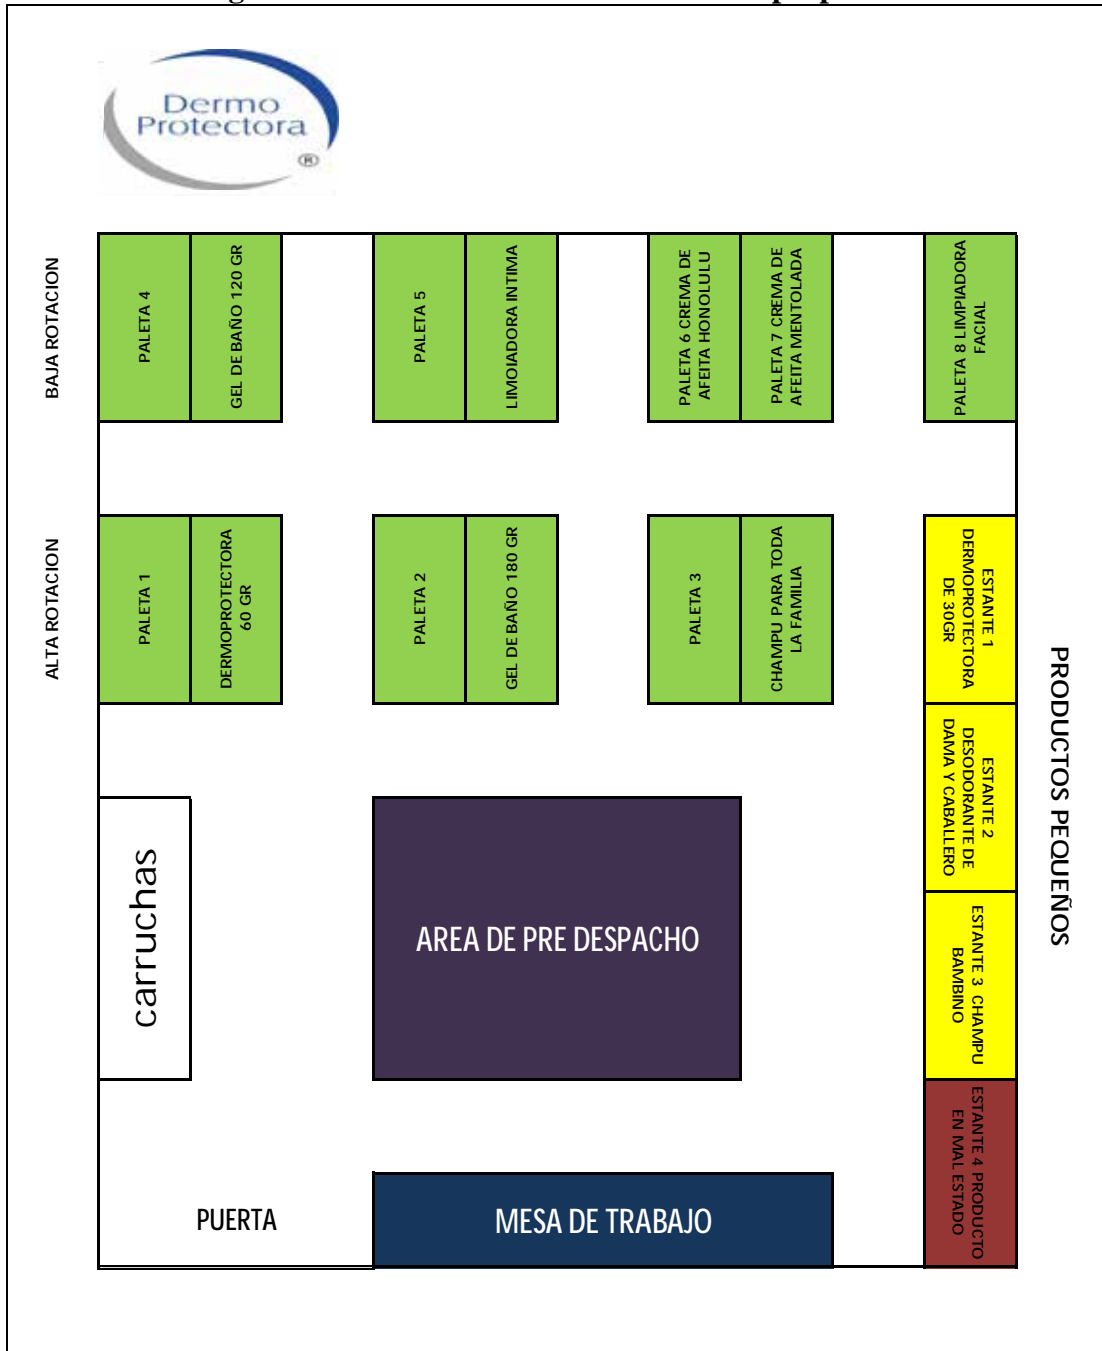 Dermo
Protectora
®
BAJA ROTACION
PALETA 4
GEL DE BAÑO 120 GR
PALETA 5
LIMOIADORA INTIMA
PALETA 6 CREMA DE
AFEITA HONOLULU
PALETA 7 CREMA DE
AFEITA MENTOLADA
PALETA 8 LIMPIADORA
FACIAL
ALTA ROTACION
PALETA 1
DERMOPROTECTORA
60 GR
PALETA 2
GEL DE BAÑO 180 GR
PALETA 3
CHAMPU PARA TODA
LA FAMILIA
ESTANTE 1
DERMOPROTECTORA
DE 30GR
ESTANTE 2
DESODORANTE DE
DAMA Y CABALLERO
PRODUCTOS PEQUEÑOS
carruchas
AREA DE PRE DESPACHO
ESTANTE 3 CHAMPU
BAMBINO
ESTANTE 4 PRODUCTO
EN MAL ESTADO
PUERTA
MESA DE TRABAJO